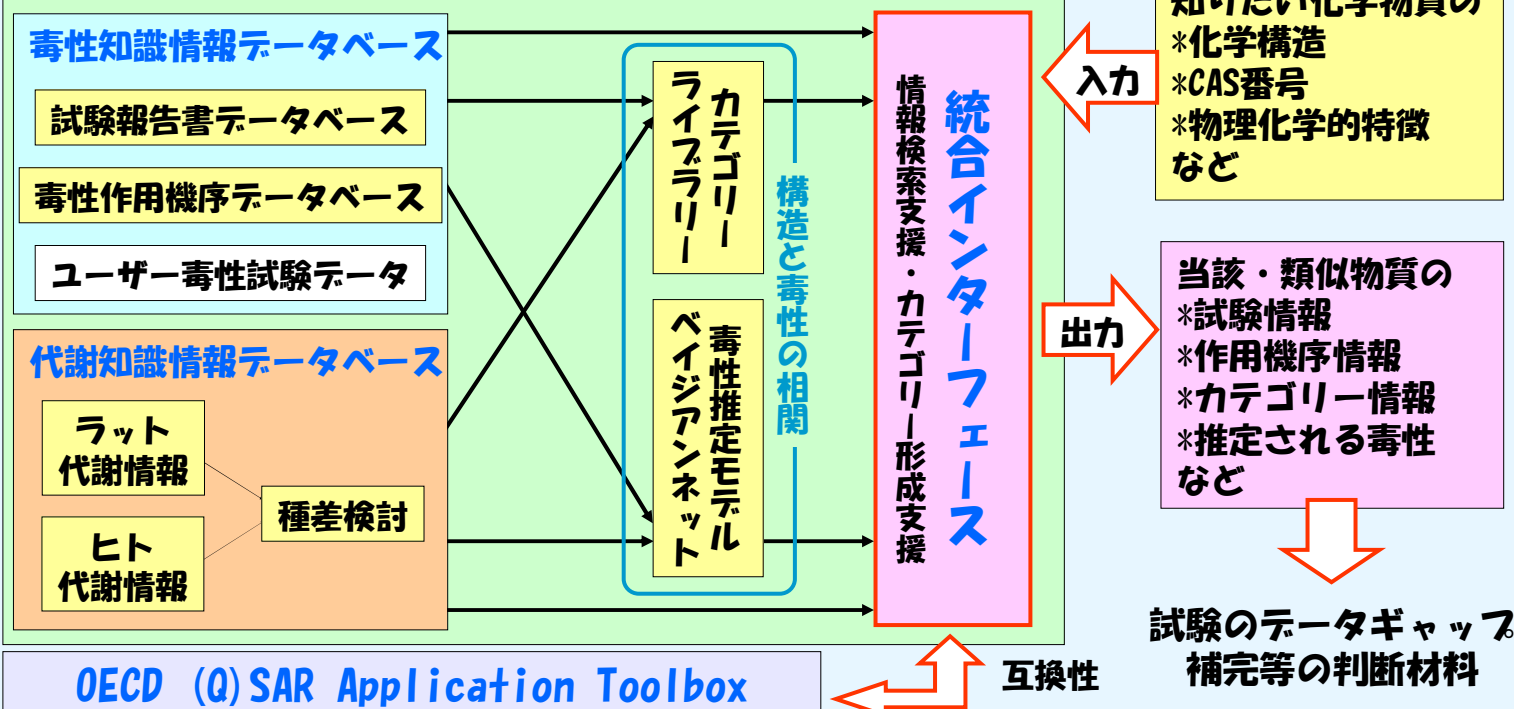 知りたい化学物質の
*化学構造
*CAS番号
*物理化学的特徴
など
入力
毒性知識情報データベース
試験報告書データベース
毒性作用機序データベース
ユーザー毒性試験データ
代謝知識情報データベース
ラット
代謝情報
ヒト
代謝情報
種差検討
カテゴリー
ライブラリー
毒性推定モデル
ベイジアンネット
構造と毒性の相関
統合インターフェース
情報検索支援・カテゴリー形成支援
出力
当該・類似物質の
*試験情報
*作用機序情報
*カテゴリー情報
*推定される毒性
など
試験のデータギャップ
補完等の判断材料
互換性
OECD (Q)SAR Application Toolbox